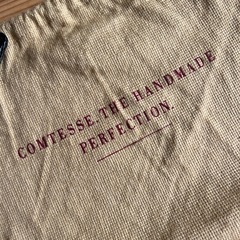 COMTESSE. THE HANDMADE
PERFECTION.